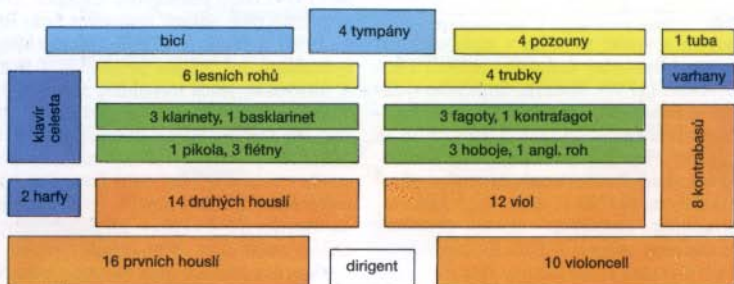 bicí
4 tympány
4 pozouny
1 tuba
klavír
celesta
6 lesních rohů
4 trubky
varhany
3 klarinety, 1 basklarinet
3 fagoty, 1 kontrafagot
8 kontrabasů
1 pikola, 3 flétny
3 hoboje, 1 angl. roh
2 harfy
14 druhých houslí
12 viol
16 prvních houslí
dirigent
10 violoncell